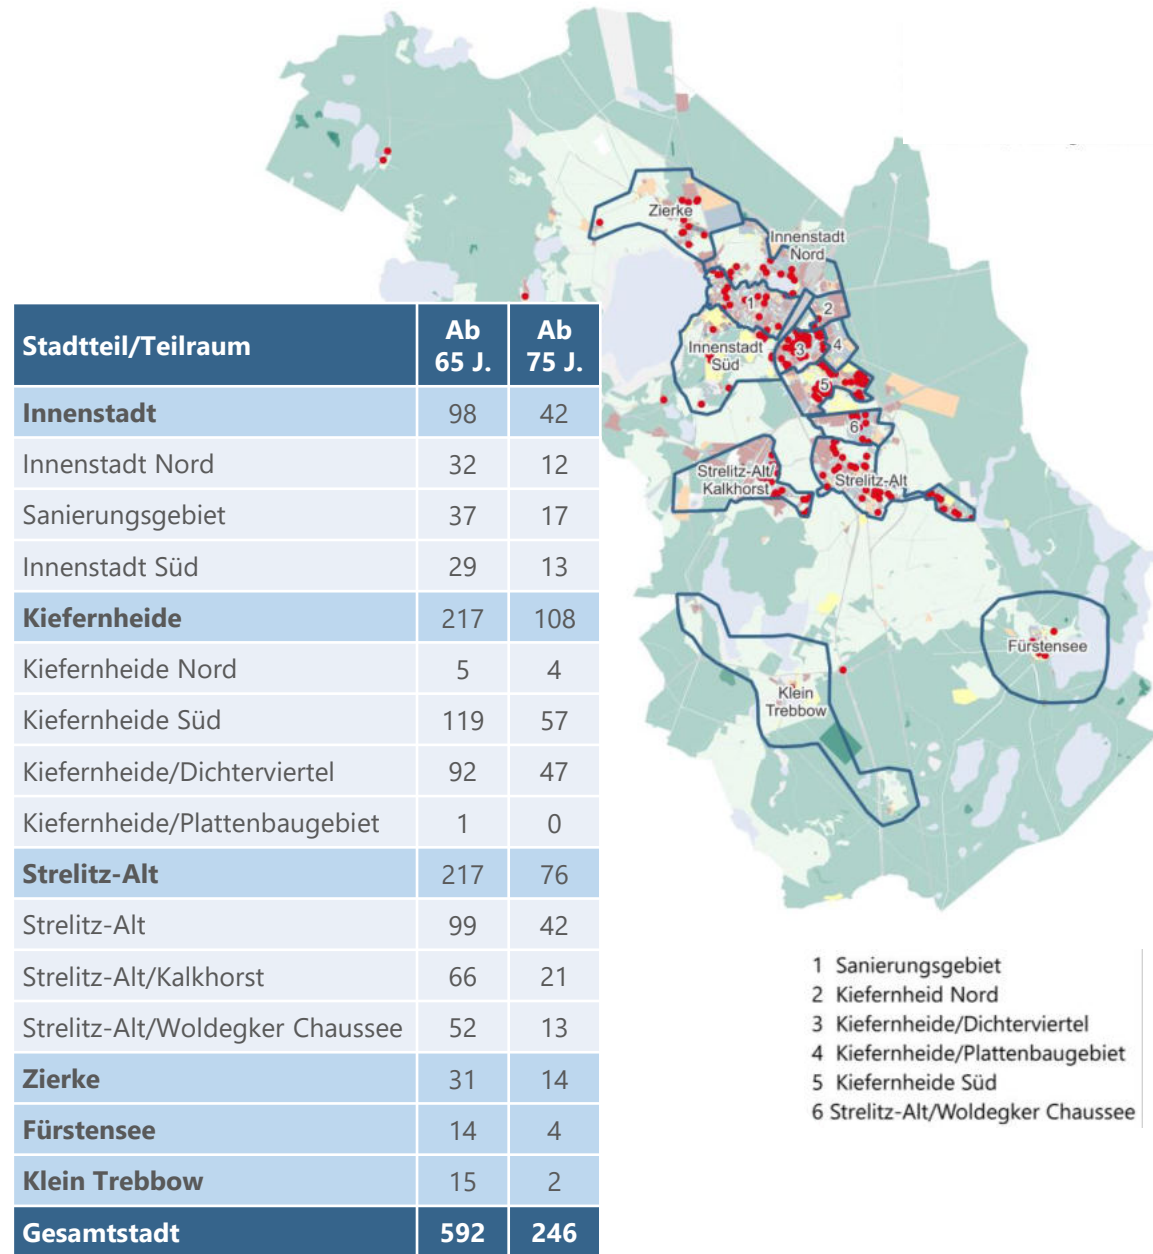 Zierke
Innenstadt
Nord
1
2
Innenstadt
Süd
3
4
5
6
Strelitz-Alt/
Kalkhorst
Strelitz-Alt
Fürstensee
Klein
Trebbow
Stadtteil/Teilraum Ab 65 J. Ab 75 J.
Innenstadt 98 42
Innenstadt Nord 32 12
Sanierungsgebiet 37 17
Innenstadt Süd 29 13
Kiefernheide 217 108
Kiefernheide Nord 5 4
Kiefernheide Süd 119 57
Kiefernheide/Dichterviertel 92 47
Kiefernheide/Plattenbaugebiet 1 0
Strelitz-Alt 217 76
Strelitz-Alt 99 42
Strelitz-Alt/Kalkhorst 66 21
Strelitz-Alt/Woldegker Chaussee 52 13
Zierke 31 14
Fürstensee 14 4
Klein Trebbow 15 2
Gesamtstadt 592 246
1 Sanierungsgebiet
2 Kiefernheid Nord
3 Kiefernheide/Dichterviertel
4 Kiefernheide/Plattenbaugebiet
5 Kiefernheide Süd
6 Strelitz-Alt/Woldegker Chaussee